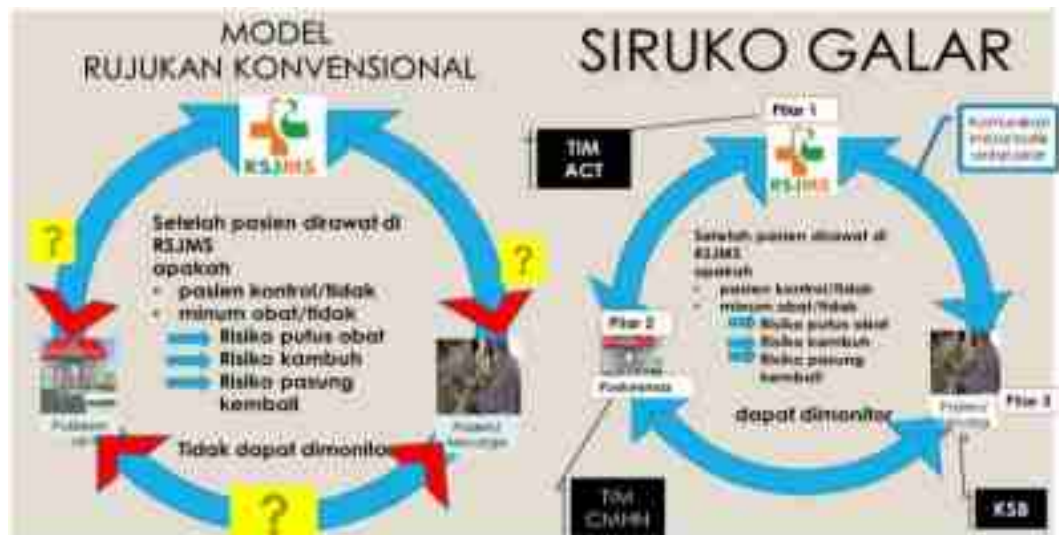 MODEL
RUJUKAN KONVENSIONAL
RSJMS
?
?
Setelah pasien dirawat di
RSJMS
apakah
• pasien kontrol/tidak
• minum obat/tidak
Risiko putus obat
Risiko kambuh
Risiko pasung
kembali
Tidak dapat dimonitor
?
SIRUKO GALAR
Pilar 1
TIM
ACT
RSJMS
Setelah pasien dirawat di
RSJMS
apakah
• pasien kontrol/tidak
• minum obat/tidak
Risiko putus obat
Risiko kambuh
Risiko pasung
kembali
Pilar 2
Puskesmas
dapat dimonitor
Pilar 3
TIM
CMHN
KSB